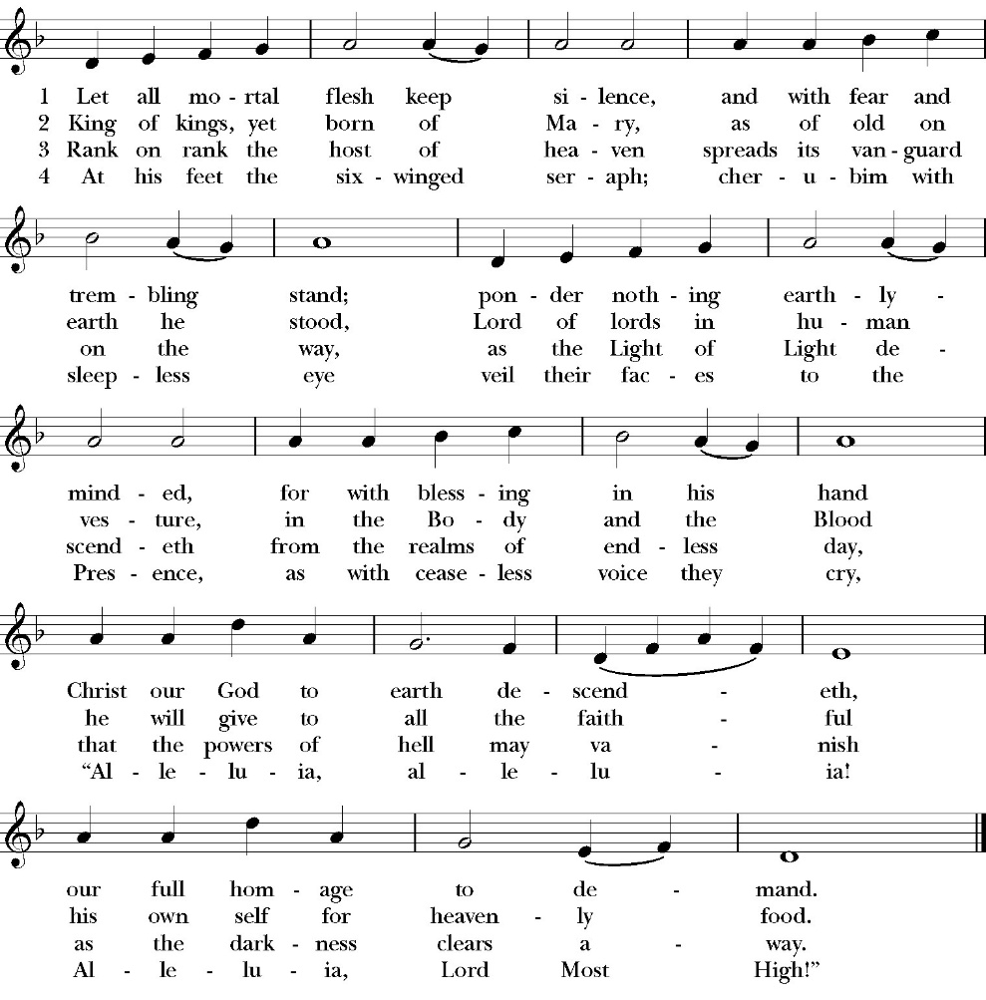 1 Let all mo - rtal flesh keep si - lence, and with fear and
2 King of kings, yet born of Ma - ry, as of old on
3 Rank on rank the host of hea - ven spreads its van - guard
4 At his feet the six - winged ser - aph; cher - u - bim with
trem - bling stand; pon - der noth - ing earth - ly -
earth he stood, Lord of lords in hu - man
on the way, as the Light of Light de -
sleep - less eye veil their fac - es to the
mind - ed, for with bless - ing in his hand
ves - ture, in the Bo - dy and the Blood
scend - eth from the realms of end - less day,
Pres - ence, as with cease - less voice they cry,
Christ our God to earth de - scend - eth,
he will give to all the faith - ful
that the powers of hell may va - nish
“Al - le - lu - ia, al - le - lu - ia!
our full hom - age to de - mand.
his own self for heaven - ly food.
as the dark - ness clears a - way.
Al - le - lu - ia, Lord Most High!”